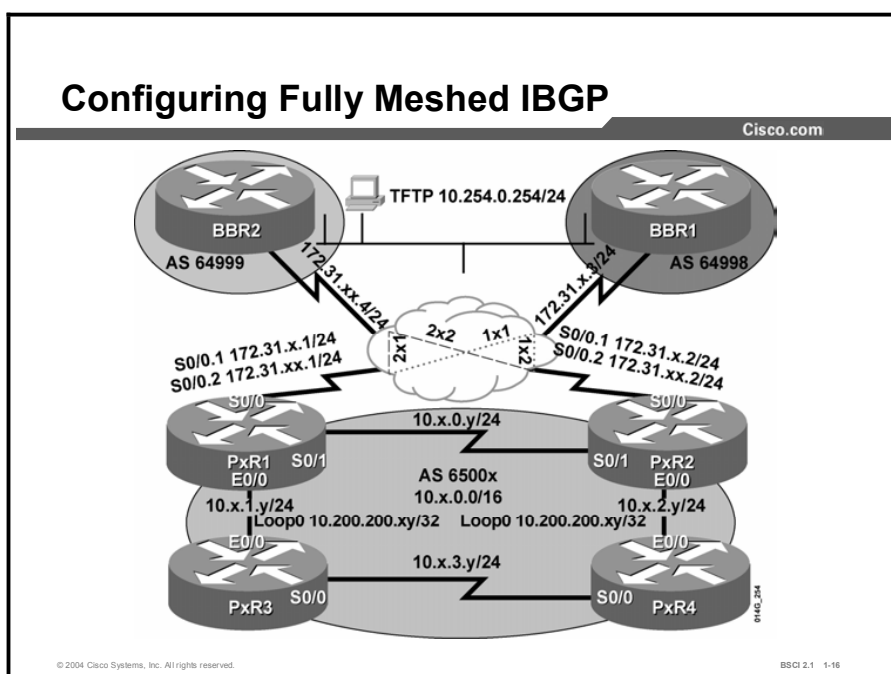 Configuring Fully Meshed IBGP
Cisco.com
TFTP 10.254.0.254/24
BBR2
BBR1
AS 64999
AS 64998
172.31.xx.4/24
172.31.x.3/24
2x1
2x2
1x1
1x2
S0/0.1 172.31.x.1/24
S0/0.2 172.31.xx.1/24
S0/0.1 172.31.x.2/24
S0/0.2 172.31.xx.2/24
S0/0
S0/0
10.x.0.y/24
PxR1
S0/1
E0/0
S0/1
PxR2
E0/0
AS 6500x
10.x.0.0/16
10.x.1.y/24
10.x.2.y/24
Loop0 10.200.200.xy/32
Loop0 10.200.200.xy/32
E0/0
E0/0
10.x.3.y/24
PxR3
S0/0
S0/0
PxR4
014G_254
© 2004 Cisco Systems, Inc. All rights reserved.
BSCI 2.1 1-16